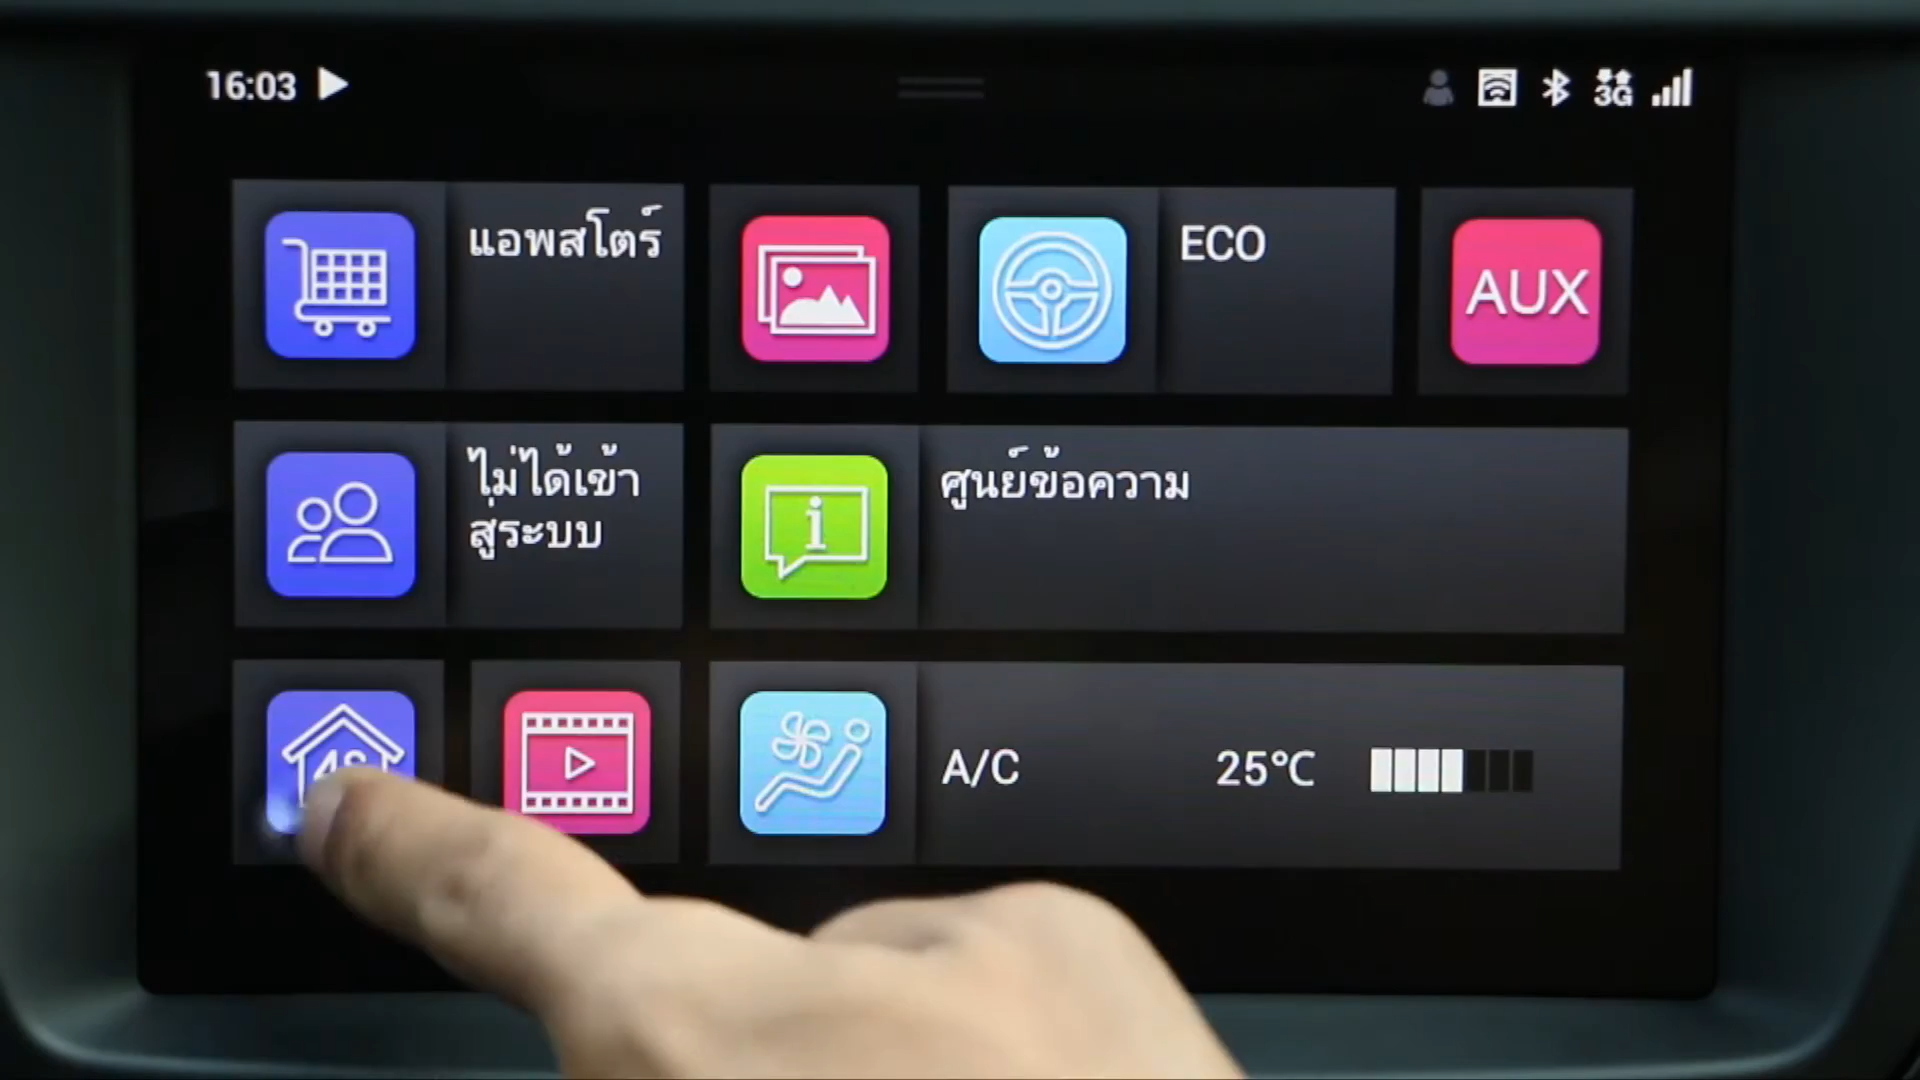 16:03
3G
แอพสโตร์
ECO
AUX
ไม่ได้เข้า
สู่ระบบ
i
ศูนย์ข้อความ
A/C
25°C